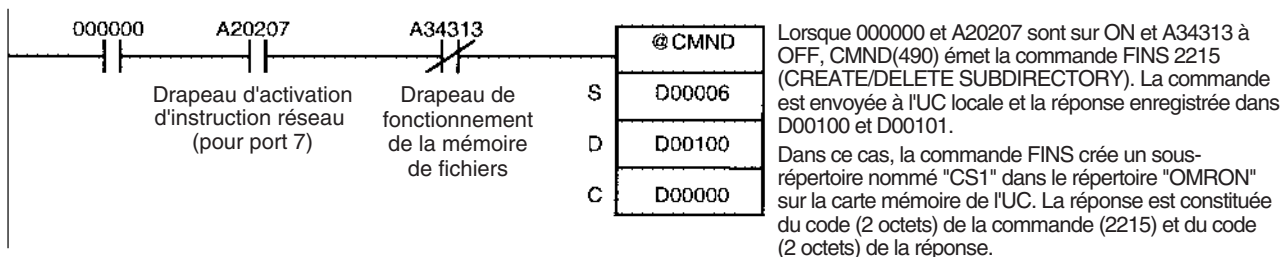 000000
A20207
A34313
@CMND
S D00006
D D00100
C D00000
Drapeau d'activation
d'instruction réseau
(pour port 7)
Drapeau de
fonctionnement
de la mémoire
de fichiers
Lorsque 000000 et A20207 sont sur ON et A34313 à
OFF, CMND(490) émet la commande FINS 2215
(CREATE/DELETE SUBDIRECTORY). La commande
est envoyée à l'UC locale et la réponse enregistrée dans
D00100 et D00101.
Dans ce cas, la commande FINS crée un sous-
répertoire nommé "CS1" dans le répertoire "OMRON"
sur la carte mémoire de l'UC. La réponse est constituée
du code (2 octets) de la commande (2215) et du code
(2 octets) de la réponse.